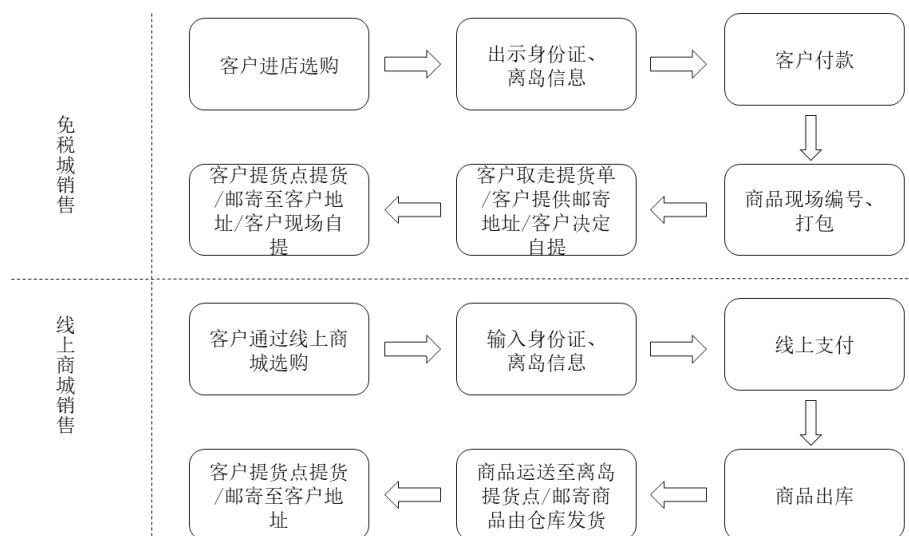 免税城销售
客户进店选购
出示身份证、
离岛信息
客户付款
商品现场编号、
打包
客户取走提货单
/客户提供邮寄
地址/客户决定
自提
客户提货点提货
/邮寄至客户地
址/客户现场自
提
线上商城销售
客户通过线上商
城选购
输入身份证、
离岛信息
线上支付
商品出库
商品运送至离岛
提货点/邮寄商
品由仓库发货
客户提货点提货
/邮寄至客户地
址